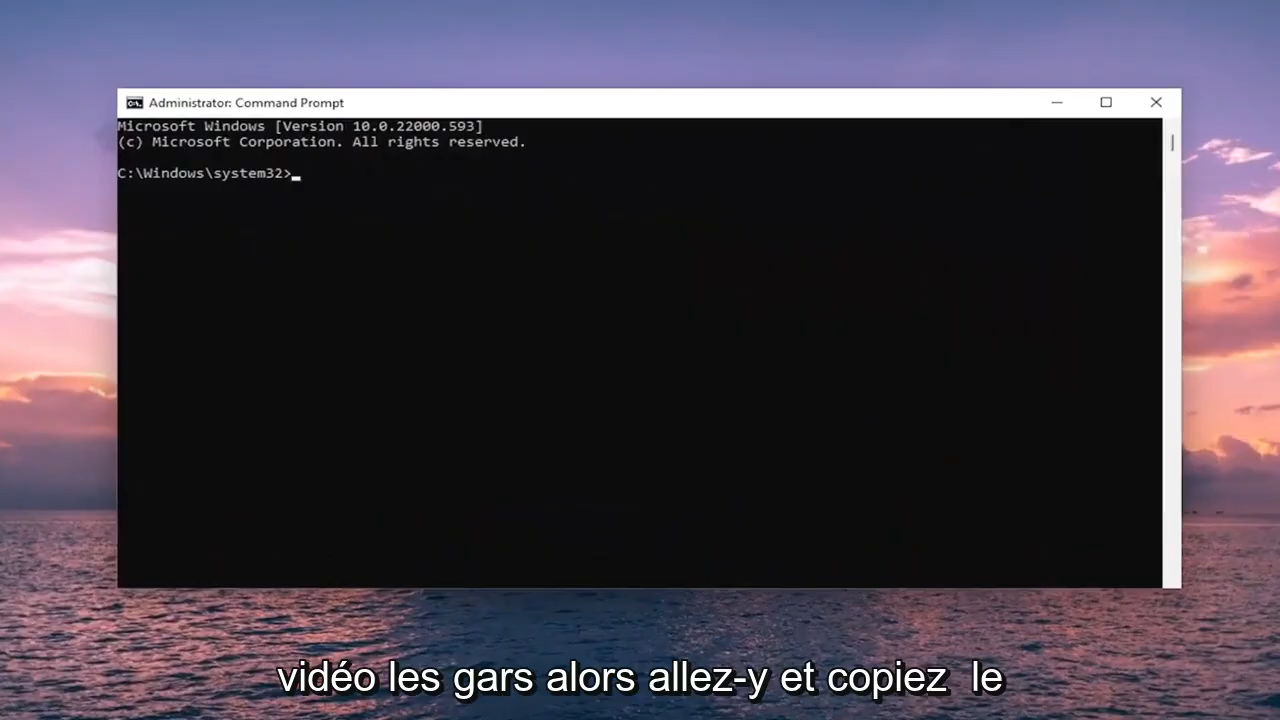 Administrator: Command Prompt
Microsoft Windows [Version 10.0.22000.593]
(c) Microsoft Corporation. All rights reserved.
C:\Windows\system32>
vidéo les gars alors allez-y et copiez le